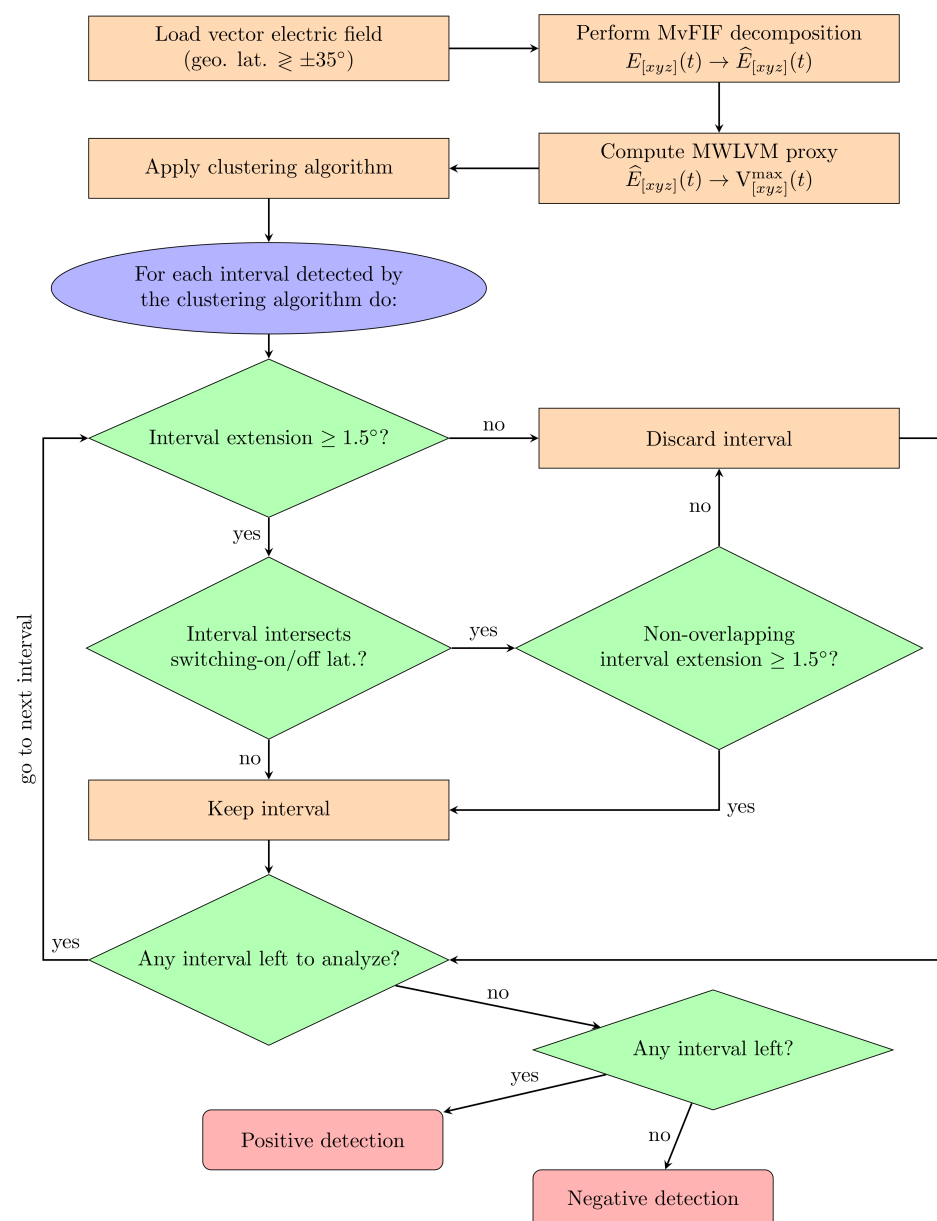 Load vector electric field
(geo. lat. ≷ ±35°)
Perform MvFIF decomposition
E[xyz](t) → Ê[xyz](t)
Apply clustering algorithm
Compute MWLVM proxy
Ê[xyz](t) → V^max_[xyz](t)
For each interval detected by
the clustering algorithm do:
Interval extension ≥ 1.5°?
no
Discard interval
yes
no
Interval intersects
switching-on/off lat.?
yes
Non-overlapping
interval extension ≥ 1.5°?
go to next interval
no
Keep interval
yes
yes
Any interval left to analyze?
no
Any interval left?
yes
Positive detection
no
Negative detection